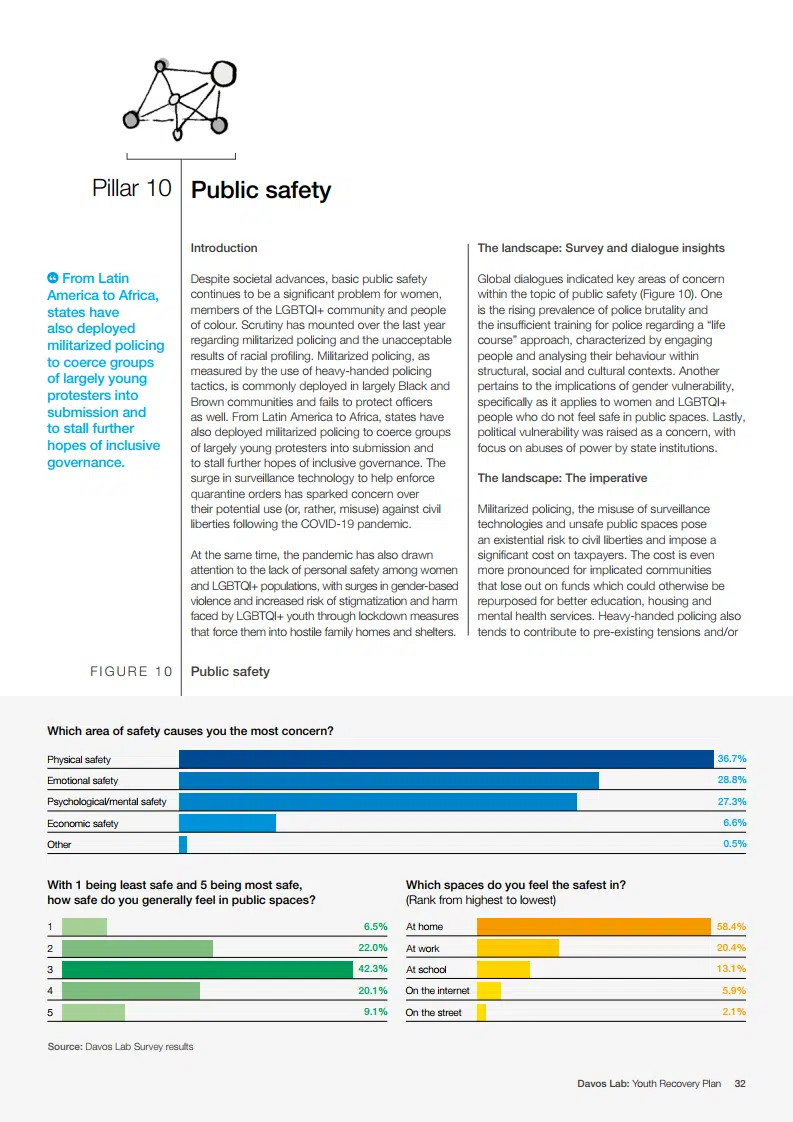 Pillar 10
Public safety
From Latin
America to Africa,
states have
also deployed
militarized policing
to coerce groups
of largely young
protesters into
submission and
to stall further
hopes of inclusive
governance.
Introduction
Despite societal advances, basic public safety
continues to be a significant problem for women,
members of the LGBTQI+ community and people
of colour. Scrutiny has mounted over the last year
regarding militarized policing and the unacceptable
results of racial profiling. Militarized policing, as
measured by the use of heavy-handed policing
tactics, is commonly deployed in largely Black and
Brown communities and fails to protect officers
as well. From Latin America to Africa, states have
also deployed militarized policing to coerce groups
of largely young protesters into submission and
to stall further hopes of inclusive governance. The
surge in surveillance technology to help enforce
quarantine orders has sparked concern over
their potential use (or, rather, misuse) against civil
liberties following the COVID-19 pandemic.
At the same time, the pandemic has also drawn
attention to the lack of personal safety among women
and LGBTQI+ populations, with surges in gender-based
violence and increased risk of stigmatization and harm
faced by LGBTQI+ youth through lockdown measures
that force them into hostile family homes and shelters.
The landscape: Survey and dialogue insights
Global dialogues indicated key areas of concern
within the topic of public safety (Figure 10). One
is the rising prevalence of police brutality and
the insufficient training for police regarding a “life
course” approach, characterized by engaging
people and analysing their behaviour within
structural, social and cultural contexts. Another
pertains to the implications of gender vulnerability,
specifically as it applies to women and LGBTQI+
people who do not feel safe in public spaces. Lastly,
political vulnerability was raised as a concern, with
focus on abuses of power by state institutions.
The landscape: The imperative
Militarized policing, the misuse of surveillance
technologies and unsafe public spaces pose
an existential risk to civil liberties and impose a
significant cost on taxpayers. The cost is even
more pronounced for implicated communities
that lose out on funds which could otherwise be
repurposed for better education, housing and
mental health services. Heavy-handed policing also
tends to contribute to pre-existing tensions and/or
FIGURE 10
Public safety
Which area of safety causes you the most concern?
Physical safety 36.7%
Emotional safety 28.8%
Psychological/mental safety 27.3%
Economic safety 6.6%
Other 0.5%
With 1 being least safe and 5 being most safe,
how safe do you generally feel in public spaces?
1 6.5%
2 22.0%
3 42.3%
4 20.1%
5 9.1%
Which spaces do you feel the safest in?
(Rank from highest to lowest)
At home 58.4%
At work 20.4%
At school 13.1%
On the internet 5.9%
On the street 2.1%
Source: Davos Lab Survey results
Davos Lab: Youth Recovery Plan 32